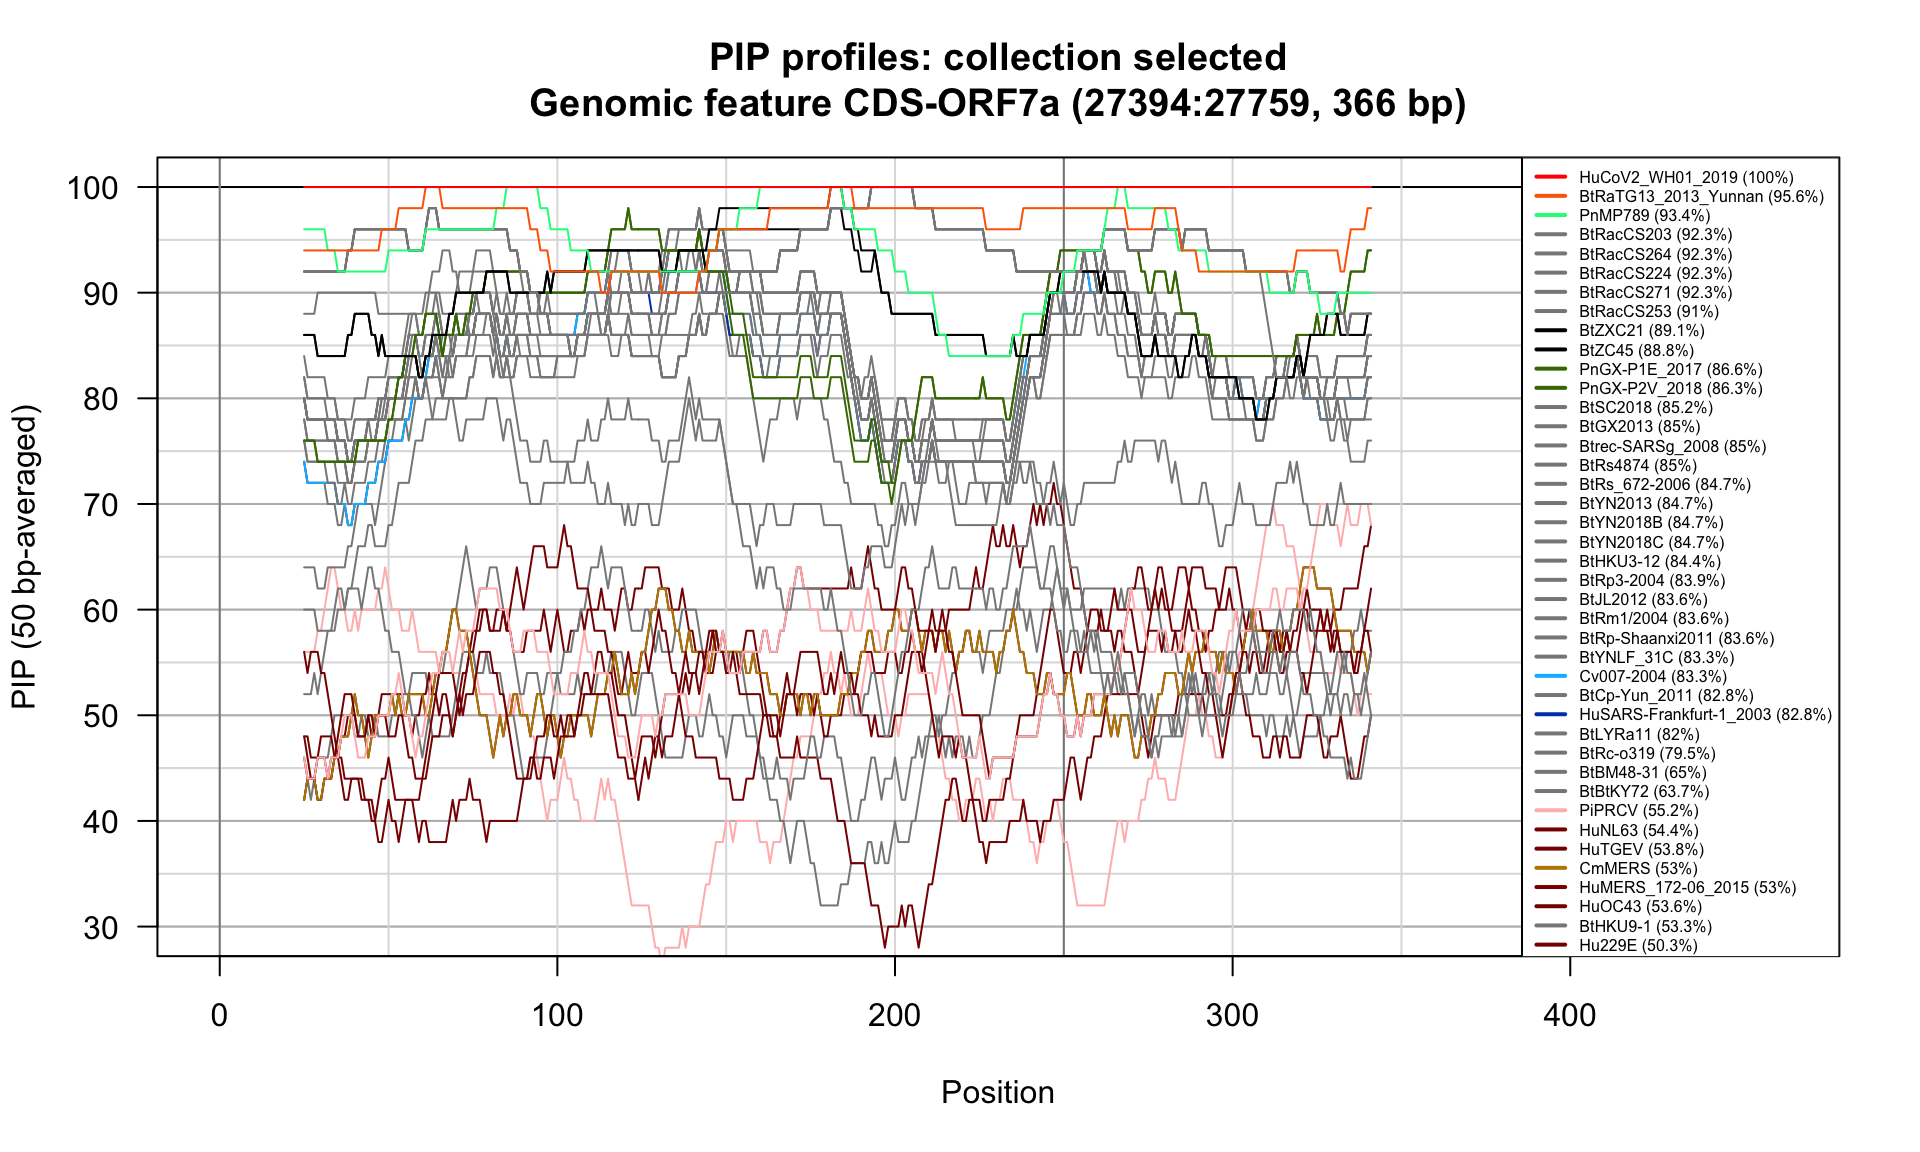 PIP profiles: collection selected
Genomic feature CDS-ORF7a (27394:27759, 366 bp)
PIP (50 bp-averaged)
100
90
80
70
60
50
40
30
0
100
200
300
400
Position
HuCoV2_WH01_2019 (100%)
BtRaTG13_2013_Yunnan (95.6%)
PnMP789 (93.4%)
BtRacCS203 (92.3%)
BtRacCS264 (92.3%)
BtRacCS224 (92.3%)
BtRacCS271 (92.3%)
BtRacCS253 (91%)
BtZXC21 (89.1%)
BtZC45 (88.8%)
PnGX-P1E_2017 (86.6%)
PnGX-P2V_2018 (86.3%)
BtSC2018 (85.2%)
BtGX2013 (85%)
Btrec-SARSg_2008 (85%)
BtRs4874 (85%)
BtRs_672-2006 (84.7%)
BtYN2013 (84.7%)
BtYN2018B (84.7%)
BtYN2018C (84.7%)
BtHKU3-12 (84.4%)
BtRp3-2004 (83.9%)
BtJL2012 (83.6%)
BtRm1/2004 (83.6%)
BtRp-Shaanxi2011 (83.6%)
BtYNLF_31C (83.3%)
Cv007-2004 (83.3%)
BtCp-Yun_2011 (82.8%)
HuSARS-Frankfurt-1_2003 (82.8%)
BtLYRa11 (82%)
BtRc-o319 (79.5%)
BtBM48-31 (65%)
BtBtKY72 (63.7%)
PiPRCV (55.2%)
HuNL63 (54.4%)
HuTGEV (53.8%)
CmMERS (53%)
HuMERS_172-06_2015 (53%)
HuOC43 (53.6%)
BtHKU9-1 (53.3%)
Hu229E (50.3%)